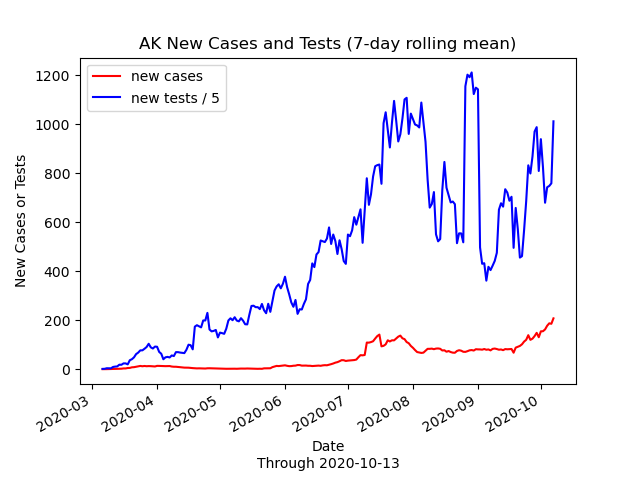 AK New Cases and Tests (7-day rolling mean)
new cases
new tests / 5
1200
1000
800
600
400
200
0
New Cases or Tests
2020-03
2020-04
2020-05
2020-06
2020-07
2020-08
2020-09
2020-10
Date
Through 2020-10-13